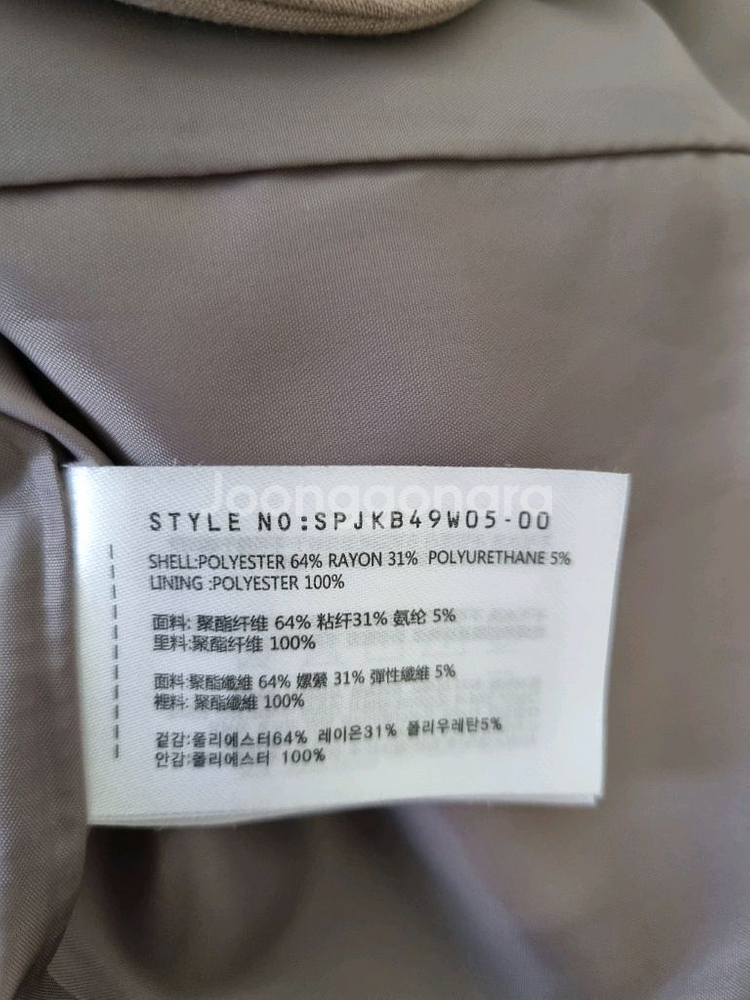 Joonggonara
STYLE NO:SPJKB49W05-00
SHELL:POLYESTER 64% RAYON 31% POLYURETHANE 5%
LINING :POLYESTER 100%
面料: 聚酯纤维 64% 粘纤31% 氨纶 5%
里料:聚酯纤维 100%
面料:聚酯纖維 64% 嫘縈 31% 彈性纖維 5%
裡料: 聚酯纖維 100%
겉감:폴리에스터64% 레이온31% 폴리우레탄5%
안감:폴리에스터 100%